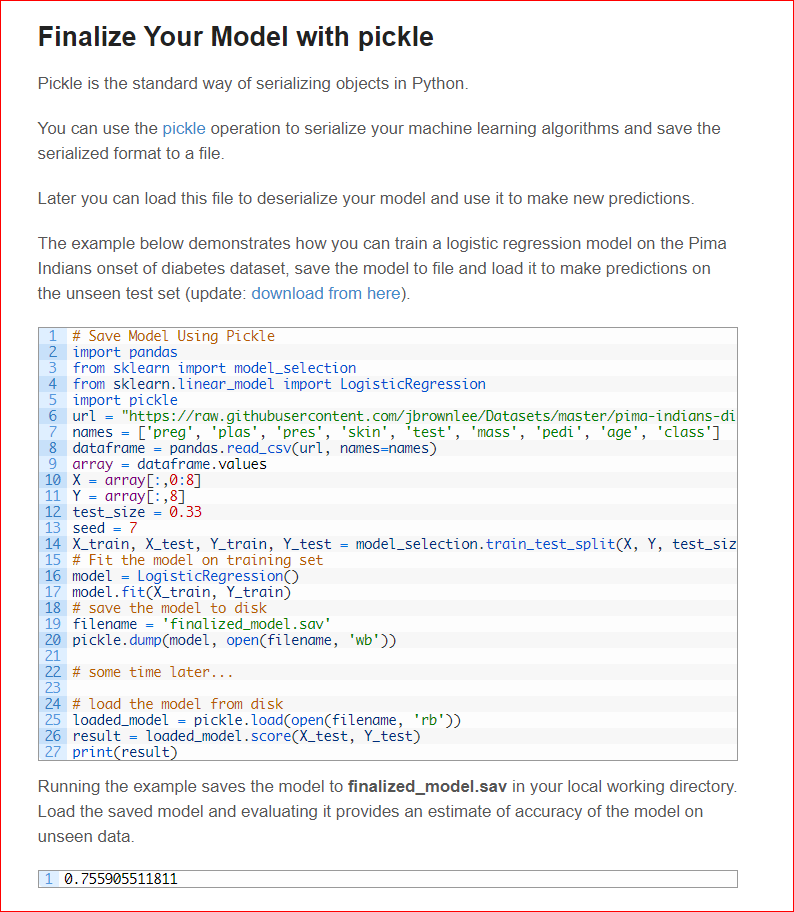 Finalize Your Model with pickle
Pickle is the standard way of serializing objects in Python.
You can use the pickle operation to serialize your machine learning algorithms and save the
serialized format to a file.
Later you can load this file to deserialize your model and use it to make new predictions.
The example below demonstrates how you can train a logistic regression model on the Pima
Indians onset of diabetes dataset, save the model to file and load it to make predictions on
the unseen test set (update: download from here).
1 # Save Model Using Pickle
2 import pandas
3 from sklearn import model_selection
4 from sklearn.linear_model import LogisticRegression
5 import pickle
6 url = "https://raw.githubusercontent.com/jbrownlee/Datasets/master/pima-indians-di
7 names = ['preg', 'plas', 'pres', 'skin', 'test', 'mass', 'pedi', 'age', 'class']
8 dataframe = pandas.read_csv(url, names=names)
9 array = dataframe.values
10 X = array[:,0:8]
11 Y = array[:,8]
12 test_size = 0.33
13 seed = 7
14 X_train, X_test, Y_train, Y_test = model_selection.train_test_split(X, Y, test_siz
15 # Fit the model on training set
16 model = LogisticRegression()
17 model.fit(X_train, Y_train)
18 # save the model to disk
19 filename = 'finalized_model.sav'
20 pickle.dump(model, open(filename, 'wb'))
21
22 # some time later...
23
24 # load the model from disk
25 loaded_model = pickle.load(open(filename, 'rb'))
26 result = loaded_model.score(X_test, Y_test)
27 print(result)
Running the example saves the model to finalized_model.sav in your local working directory.
Load the saved model and evaluating it provides an estimate of accuracy of the model on
unseen data.
1 0.755905511811